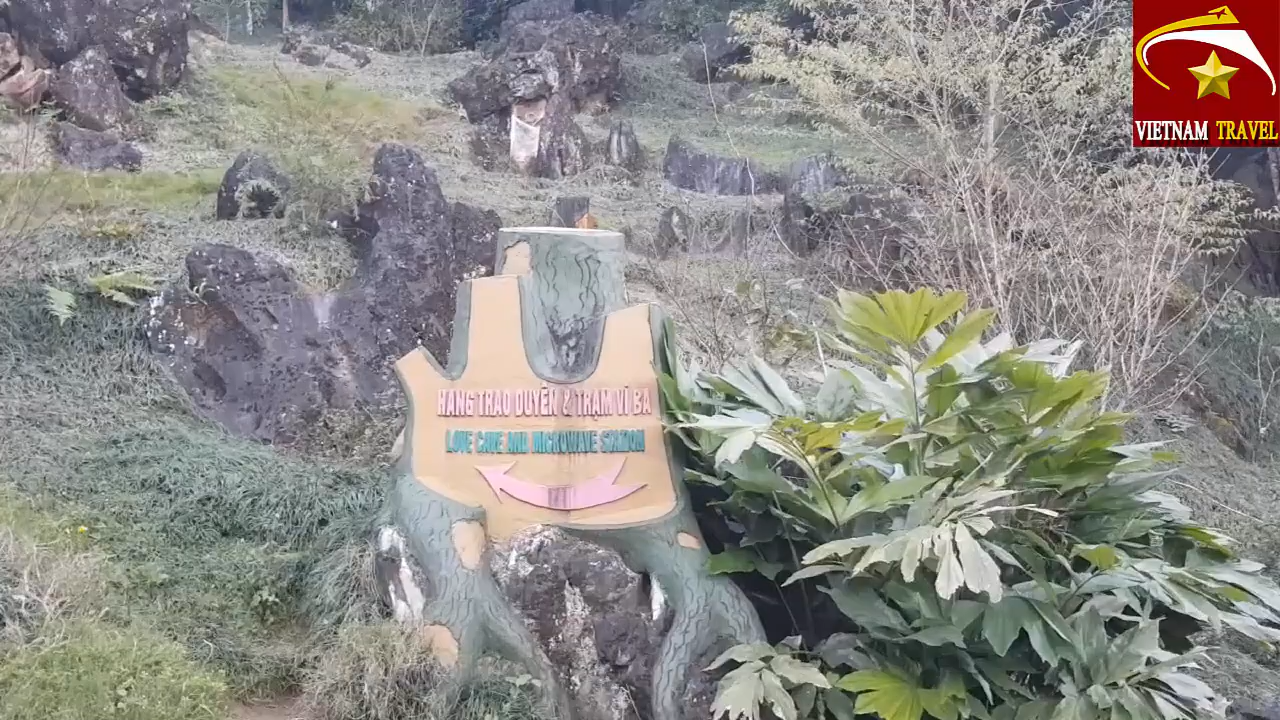 VIETNAM TRAVEL
HANG TRAO DUYÊN & TRẠM VI BA
LOVE CAVE AND MICROWAVE STATION